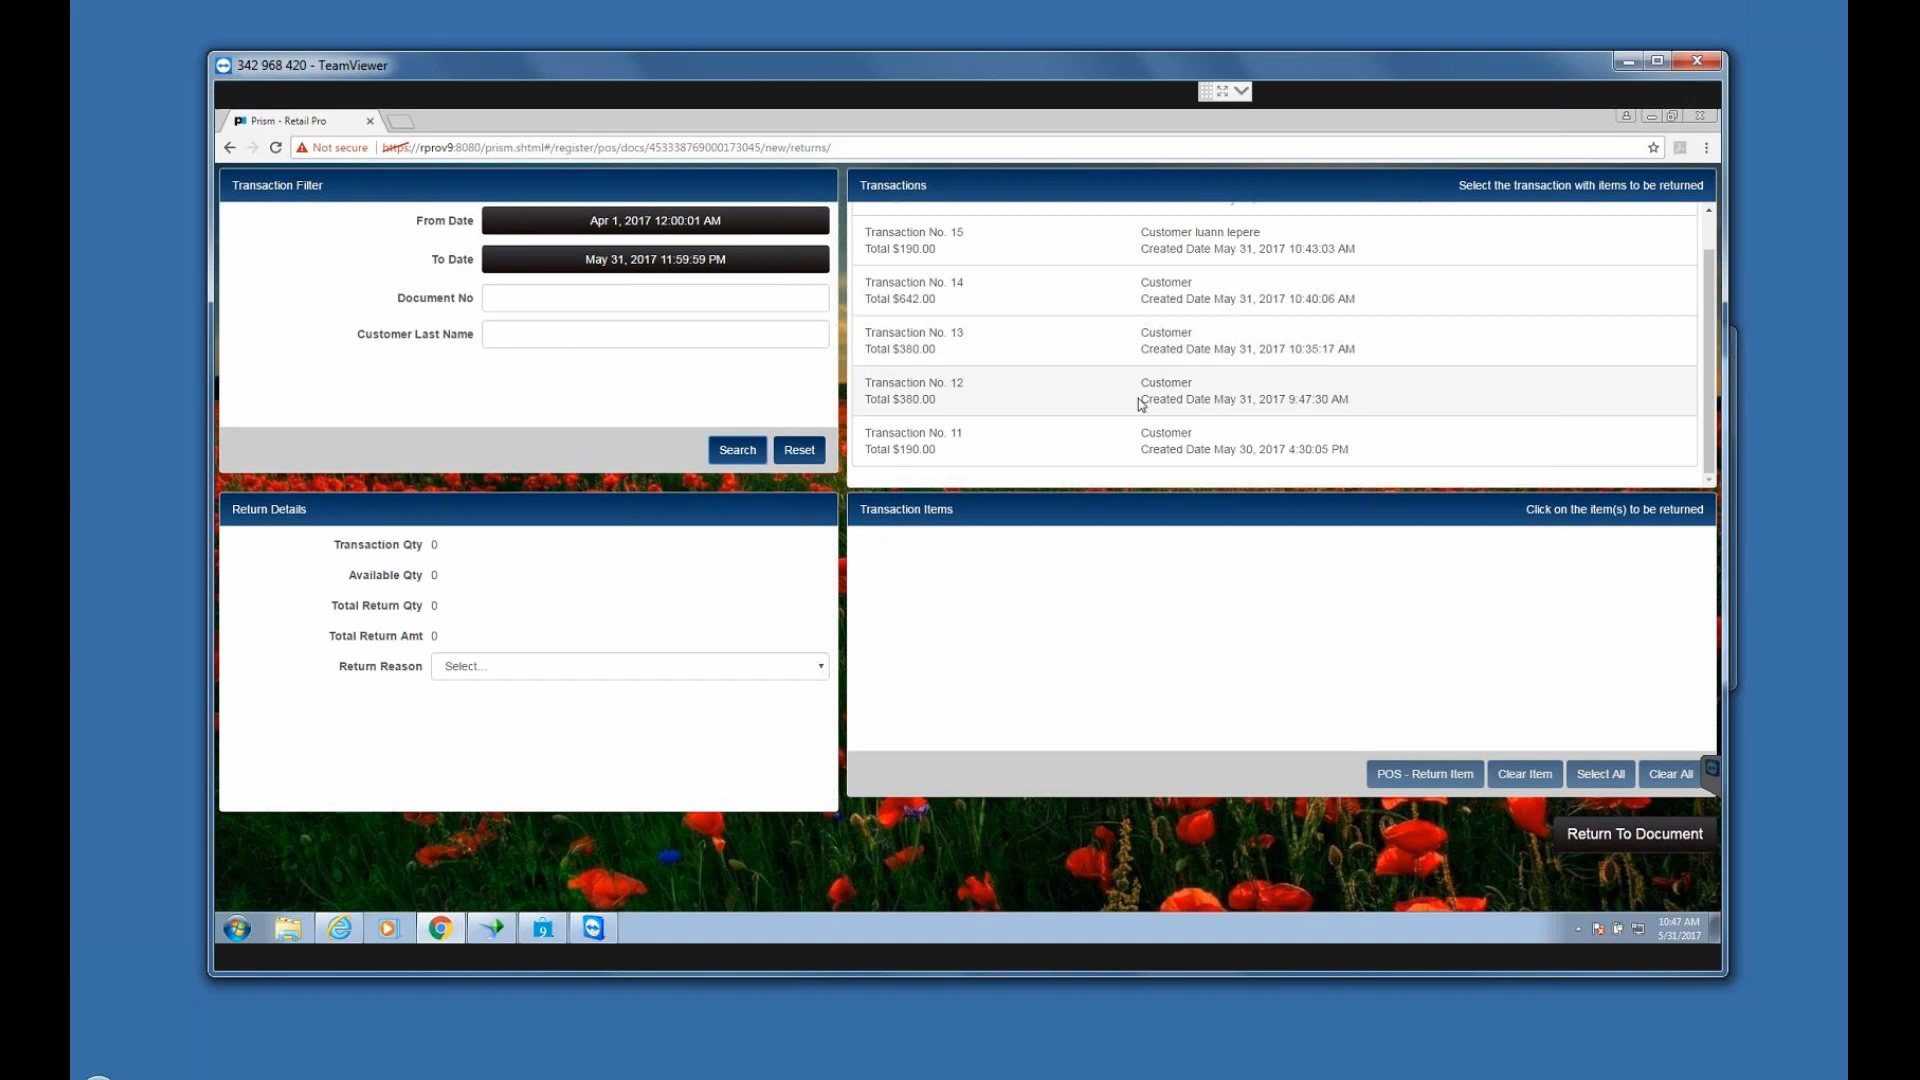 342 968 420 - TeamViewer
Prism - Retail Pro
Not secure
https://rprov9:8080/prism.shtml#/register/pos/docs/453338769000173045/new/returns/
Transaction Filter
From Date
Apr 1, 2017 12:00:01 AM
To Date
May 31, 2017 11:59:59 PM
Document No
Customer Last Name
Search
Reset
Transactions
Select the transaction with items to be returned
Transaction No. 15
Customer luann lepere
Total $190.00
Created Date May 31, 2017 10:43:03 AM
Transaction No. 14
Customer
Total $642.00
Created Date May 31, 2017 10:40:06 AM
Transaction No. 13
Customer
Total $380.00
Created Date May 31, 2017 10:35:17 AM
Transaction No. 12
Customer
Total $380.00
Created Date May 31, 2017 9:47:30 AM
Transaction No. 11
Customer
Total $190.00
Created Date May 30, 2017 4:30:05 PM
Return Details
Transaction Qty 0
Available Qty 0
Total Return Qty 0
Total Return Amt 0
Return Reason
Select...
Transaction Items
Click on the item(s) to be returned
POS - Return Item
Clear Item
Select All
Clear All
Return To Document
9
10:47 AM
5/31/2017